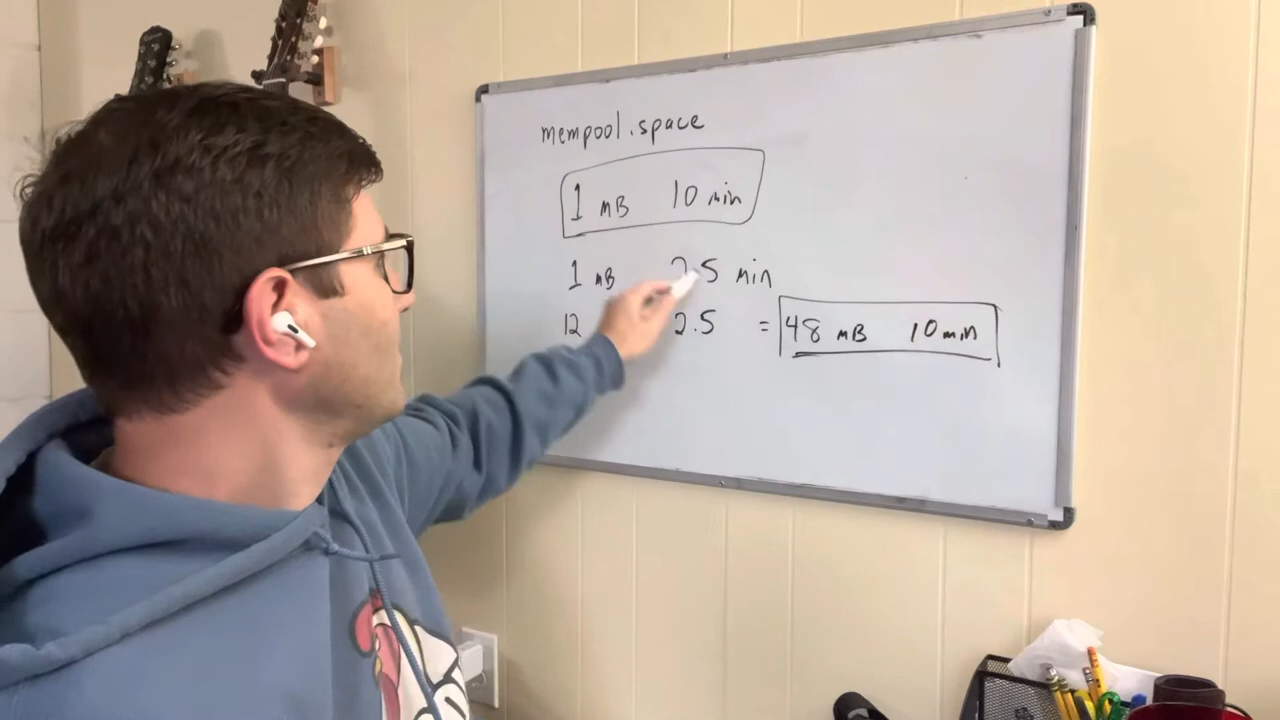 mempool.space
1 mB 10 min
1 mB 2.5 min
12 2.5 = 48 mB 10 min